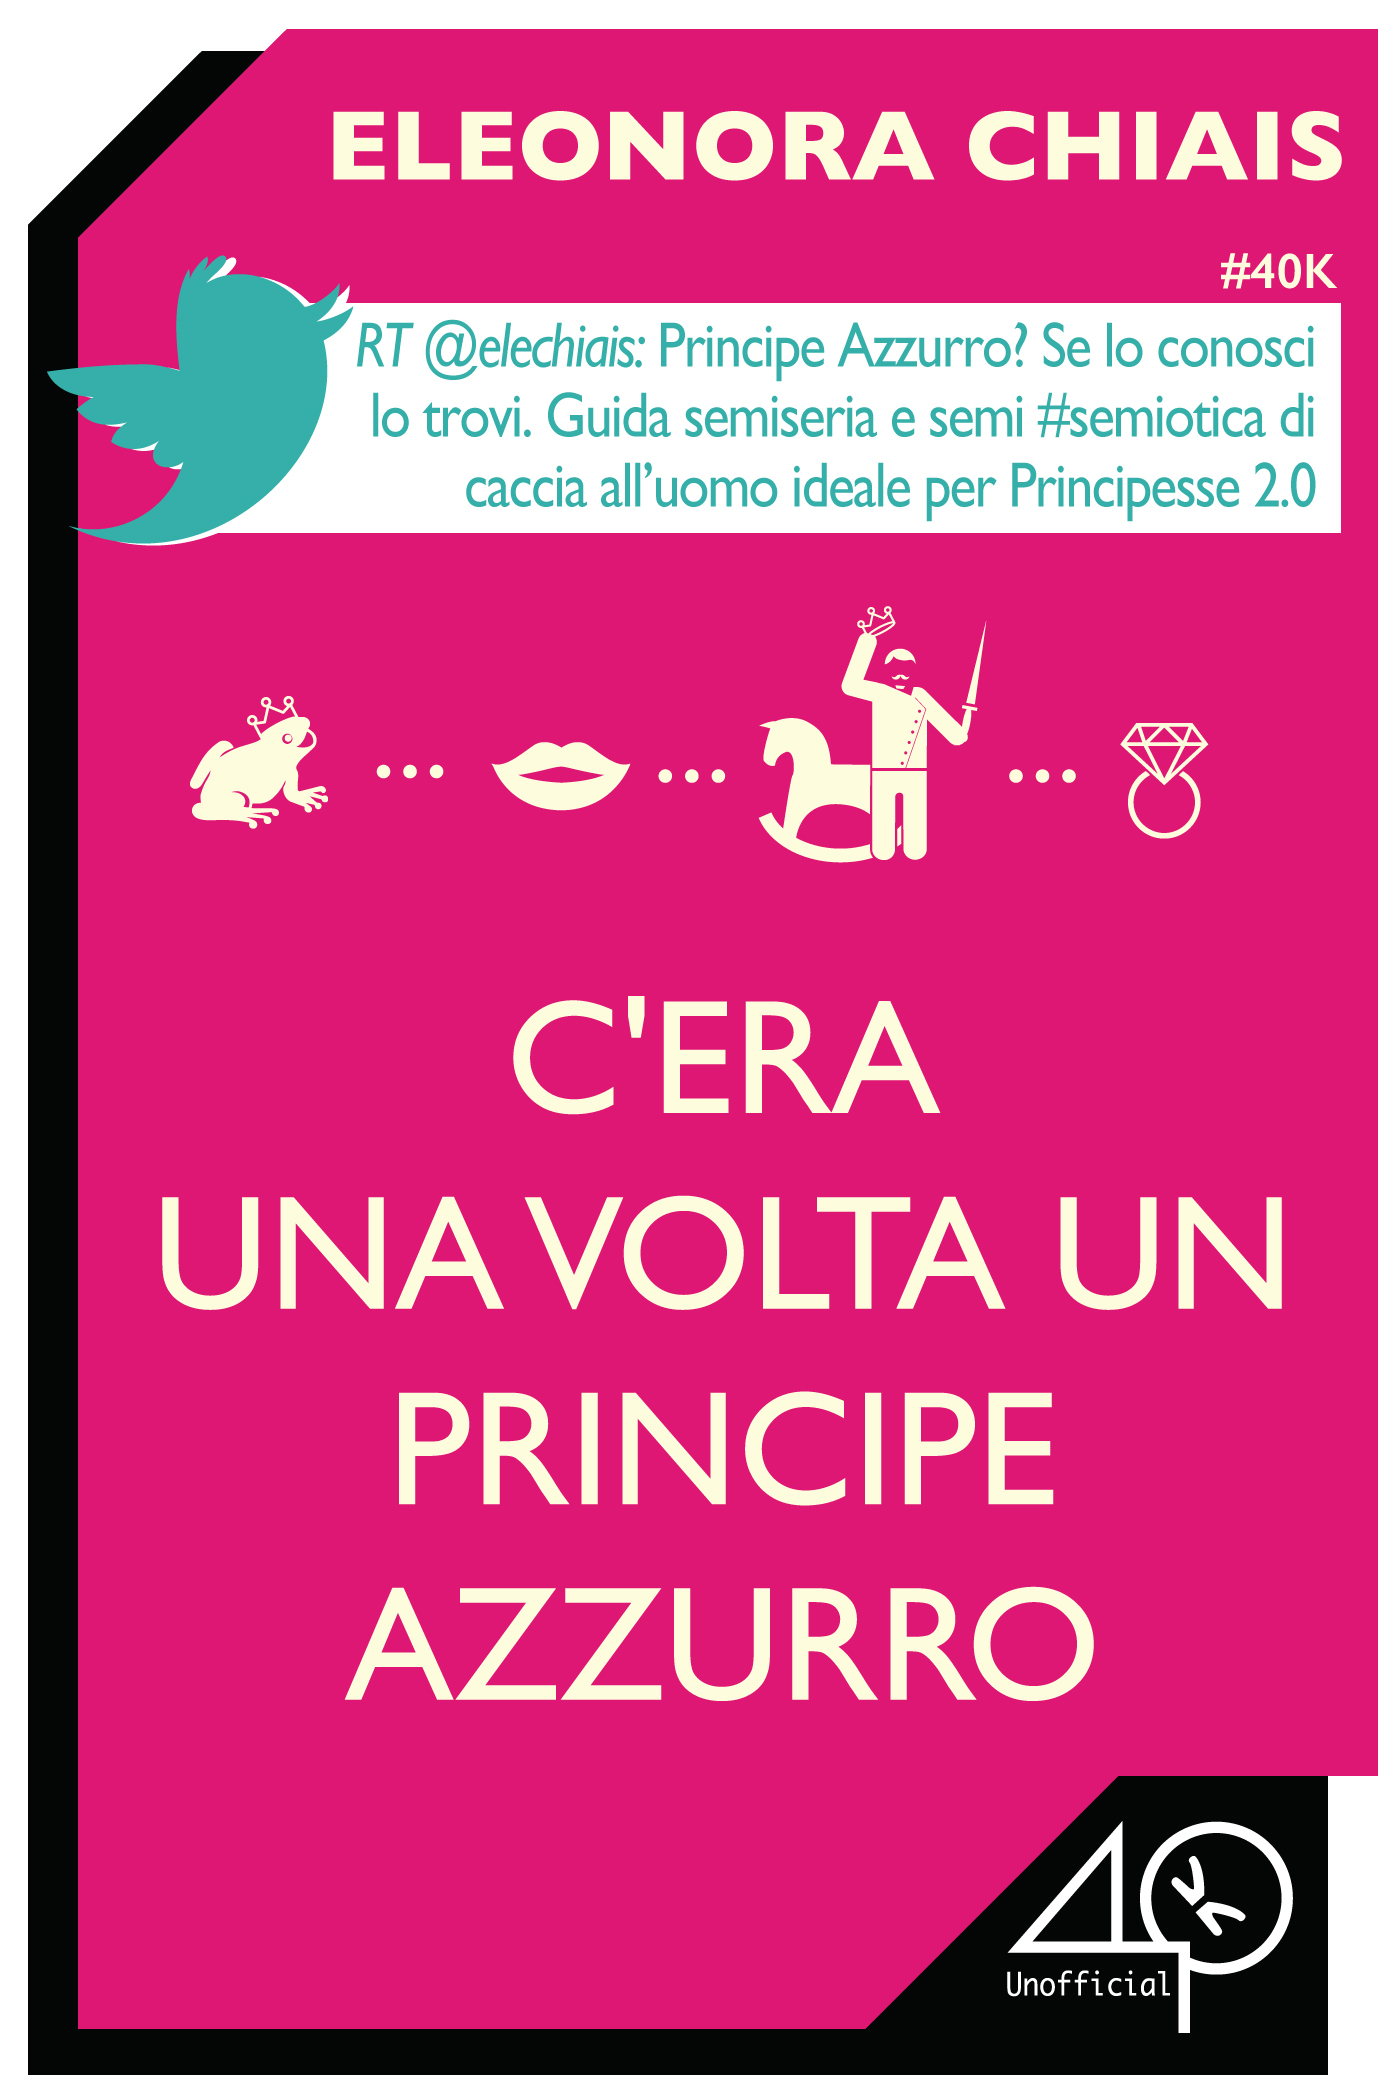 ELEONORA CHIAIS
#40K
RT @elechiais: Principe Azzurro? Se lo conosci
lo trovi. Guida semiseria e semi #semiotica di
caccia all’uomo ideale per Principesse 2.0
C'ERA
UNA VOLTA UN
PRINCIPE
AZZURRO
40K
Unofficial